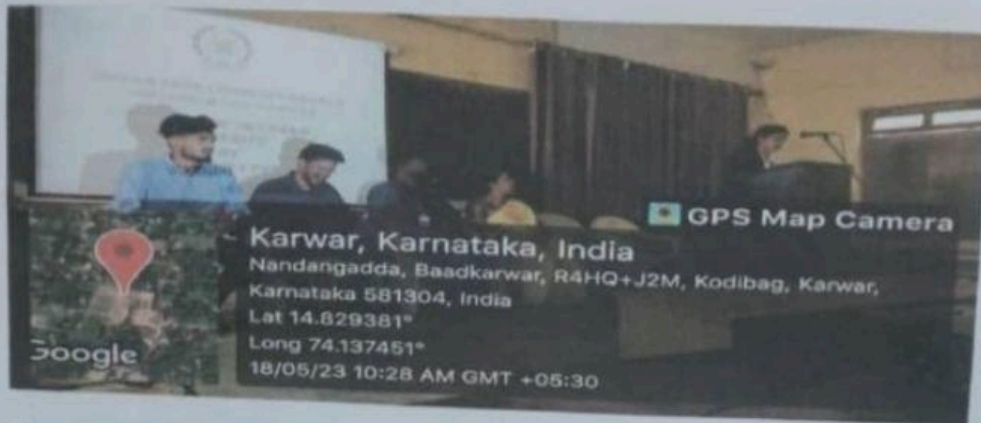 GPS Map Camera
Karwar, Karnataka, India
Nandangadda, Baadkarwar, R4HQ+J2M, Kodibag, Karwar,
Karnataka 581304, India
Lat 14.829381°
Long 74.137451°
18/05/23 10:28 AM GMT +05:30
Google